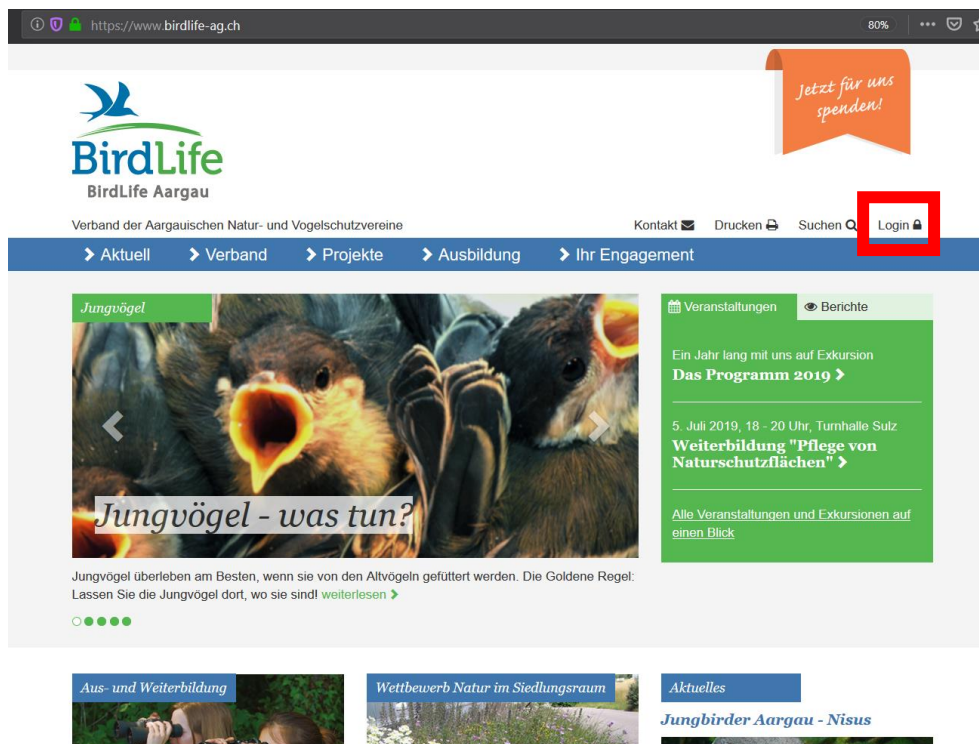 https://www.birdlife-ag.ch
80%
Jetzt für uns
spenden!
BirdLife
BirdLife Aargau
Verband der Aargauischen Natur- und Vogelschutzvereine
Kontakt
Drucken
Suchen
Login
Aktuell
Verband
Projekte
Ausbildung
Ihr Engagement
Jungvögel
Jungvögel - was tun?
Jungvögel überleben am Besten, wenn sie von den Altvögeln gefüttert werden. Die Goldene Regel:
Lassen Sie die Jungvögel dort, wo sie sind! weiterlesen
Veranstaltungen
Berichte
Ein Jahr lang mit uns auf Exkursion
Das Programm 2019
5. Juli 2019, 18 - 20 Uhr, Turnhalle Sulz
Weiterbildung "Pflege von
Naturschutzflächen"
Alle Veranstaltungen und Exkursionen auf
einen Blick
Aus- und Weiterbildung
Wettbewerb Natur im Siedlungsraum
Aktuelles
Jungbirder Aargau - Nisus